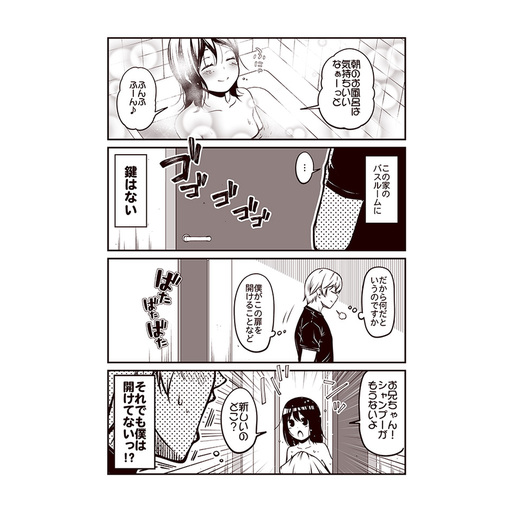 朝のお風呂は
気持ちいい
なぁーっと
ふんふ
ふーん♪
この家の
バスルームに
…
ゴゴゴゴ
鍵はない
だから何だと
いうのですか
僕がこの扉を
開けることなど
ばた
ばた
ばた
お兄ちゃん!
シャンプーが
もうないよ
新しいの
どこ?
それでも僕は
開けてないっ!?